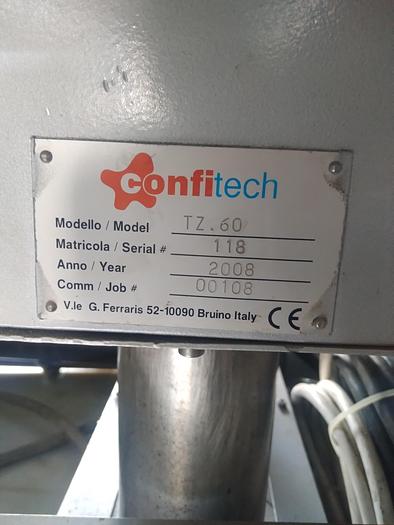 confitech
Modello / Model TZ.60
Matricola / Serial # 118
Anno / Year 2008
Comm / Job # 00108
V.le G. Ferraris 52-10090 Bruino Italy CE